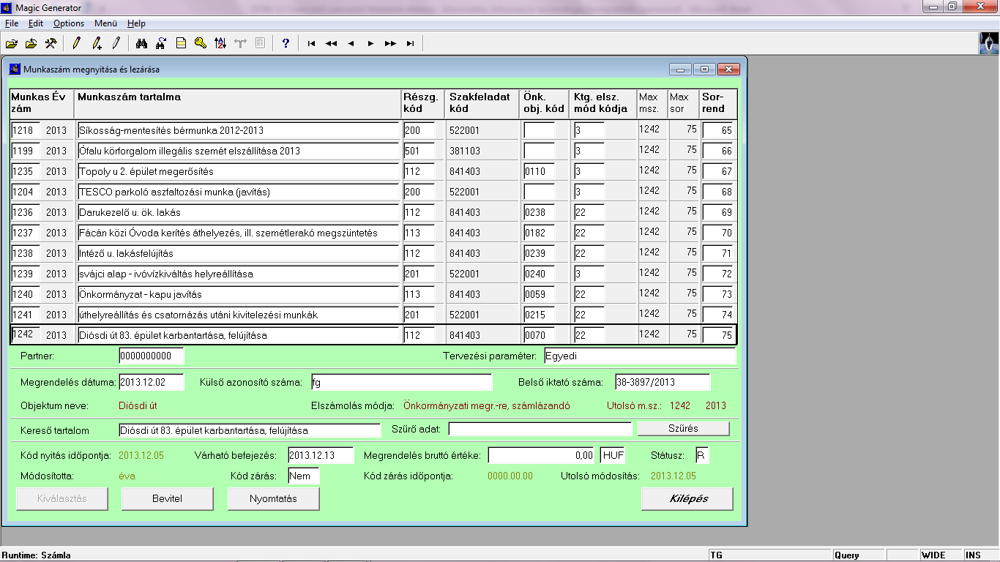 Magic Generator
File Edit Options Menü Help
Munkaszám megnyitása és lezárása
Munkas Év Munkaszám tartalma Részg. Szakfeladat Önk. Ktg. elsz. Max Max Sor-
zám kód kód obj. kód mód kódja msz. sor rend
1218 2013 Síkosság-mentesítés bérmunka 2012-2013 200 522001 3 1242 75 65
1199 2013 Ófalu körforgalom illegális szemét elszállítása 2013 501 381103 3 1242 75 66
1235 2013 Topoly u 2. épület megerősítés 112 841403 0110 3 1242 75 67
1204 2013 TESCO parkoló aszfaltozási munka (javítás) 200 522001 3 1242 75 68
1236 2013 Darukezelő u. ök. lakás 112 841403 0238 22 1242 75 69
1237 2013 Fácán közi Óvoda kerítés áthelyezés, ill. szemétlerakó megszüntetés 113 841403 0182 22 1242 75 70
1238 2013 Intéző u. lakásfelújítás 112 841403 0239 22 1242 75 71
1239 2013 svájci alap - ivóvízkiváltás helyreállítása 201 522001 0240 3 1242 75 72
1240 2013 Önkormányzat - kapu javítás 113 841403 0059 22 1242 75 73
1241 2013 úthelyreállítás és csatornázás utáni kivitelezési munkák 201 522001 0215 22 1242 75 74
1242 2013 Diósdi út 83. épület karbantartása, felújítása 112 841403 0070 22 1242 75 75
Partner: 0000000000 Tervezési paraméter: Egyedi
Megrendelés dátuma: 2013.12.02 Külső azonosító száma: fg Belső iktató száma: 38-3897/2013
Objektum neve: Diósdi út Elszámolás módja: Önkormányzati megr.-re, számlázandó Utolsó m.sz.: 1242 2013
Kereső tartalom Diósdi út 83. épület karbantartása, felújítása Szűrő adat: Szűrés
Kód nyitás időpontja: 2013.12.05 Várható befejezés: 2013.12.13 Megrendelés bruttó értéke: 0,00 HUF Státusz: R
Módosította: éva Kód zárás: Nem Kód zárás időpontja: 0000.00.00 Utolsó módosítás: 2013.12.05
Kiválasztás Bevitel Nyomtatás Kilépés
Runtime: Számla TG Query WIDE INS